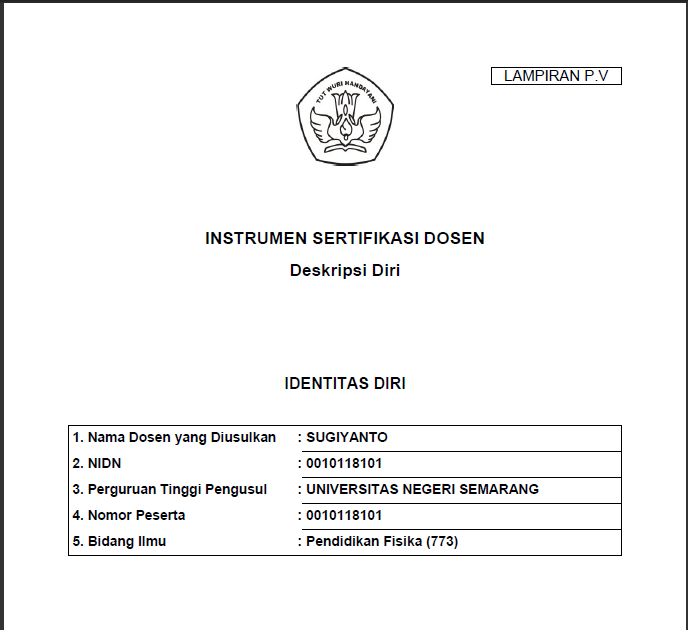 LAMPIRAN P.V
TUT WURI HANDAYANI
INSTRUMEN SERTIFIKASI DOSEN
Deskripsi Diri
IDENTITAS DIRI
1. Nama Dosen yang Diusulkan : SUGIYANTO
2. NIDN : 0010118101
3. Perguruan Tinggi Pengusul : UNIVERSITAS NEGERI SEMARANG
4. Nomor Peserta : 0010118101
5. Bidang Ilmu : Pendidikan Fisika (773)